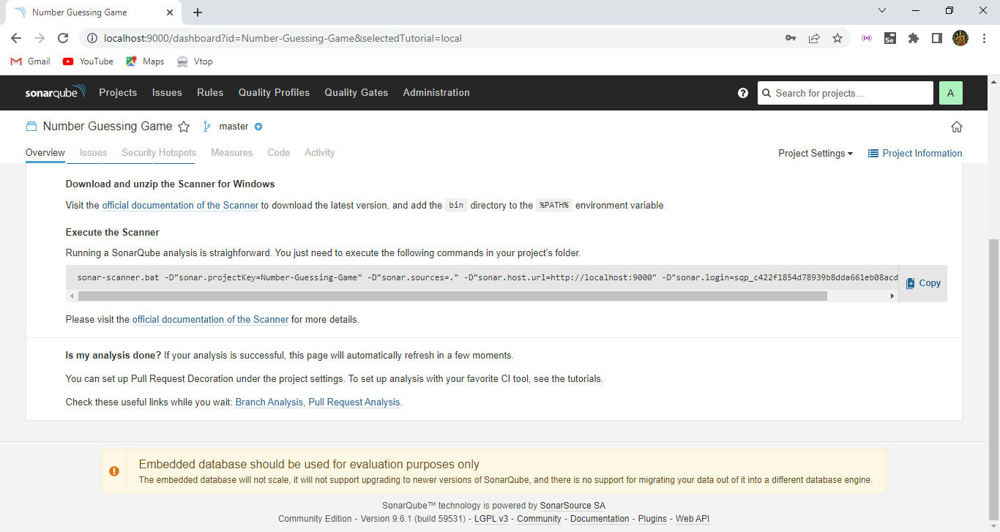 Number Guessing Game
localhost:9000/dashboard?id=Number-Guessing-Game&selectedTutorial=local
Se
Gmail YouTube Maps Vtop
sonarqube Projects Issues Rules Quality Profiles Quality Gates Administration Search for projects... A
Number Guessing Game master
Overview Issues Security Hotspots Measures Code Activity Project Settings Project Information
Download and unzip the Scanner for Windows
Visit the official documentation of the Scanner to download the latest version, and add the bin directory to the %PATH% environment variable
Execute the Scanner
Running a SonarQube analysis is straighforward. You just need to execute the following commands in your project's folder.
sonar-scanner.bat -D"sonar.projectKey=Number-Guessing-Game" -D"sonar.sources=." -D"sonar.host.url=http://localhost:9000" -D"sonar.login=sqp_c422f1854d78939b8dda661eb08acd
Copy
Please visit the official documentation of the Scanner for more details.
Is my analysis done? If your analysis is successful, this page will automatically refresh in a few moments.
You can set up Pull Request Decoration under the project settings. To set up analysis with your favorite CI tool, see the tutorials.
Check these useful links while you wait: Branch Analysis, Pull Request Analysis.
Embedded database should be used for evaluation purposes only
The embedded database will not scale, it will not support upgrading to newer versions of SonarQube, and there is no support for migrating your data out of it into a different database engine.
SonarQube™ technology is powered by SonarSource SA
Community Edition - Version 9.6.1 (build 59531) - LGPL v3 - Community - Documentation - Plugins - Web API